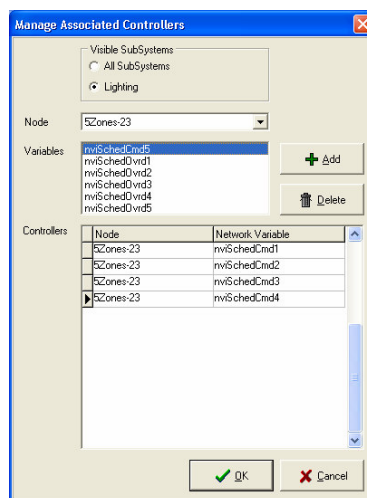 Manage Associated Controllers
Visible SubSystems
All SubSystems
Lighting
Node 5Zones-23
Variables nviSchedCmd5
nviSchedOvrd1
nviSchedOvrd2
nviSchedOvrd3
nviSchedOvrd4
nviSchedOvrd5
Add
Delete
Controllers Node Network Variable
5Zones-23 nviSchedCmd1
5Zones-23 nviSchedCmd2
5Zones-23 nviSchedCmd3
5Zones-23 nviSchedCmd4
OK Cancel